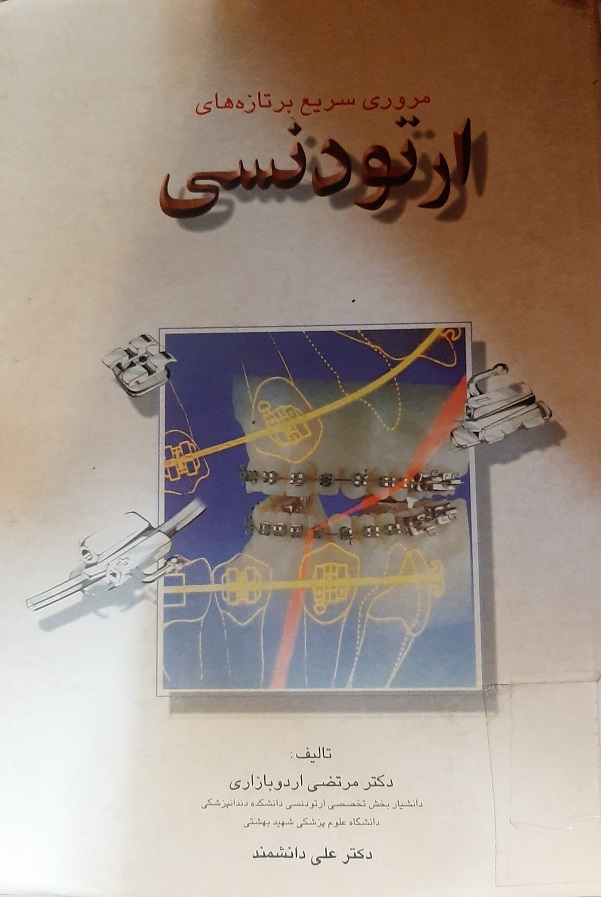 مروری سریع بر تازه‌های
ارتودنسی
تالیف:
دکتر مرتضی اردوبازاری
دانشیار بخش تخصصی ارتودنسی دانشکده دندانپزشکی
دانشگاه علوم پزشکی شهید بهشتی
دکتر علی دانشمند